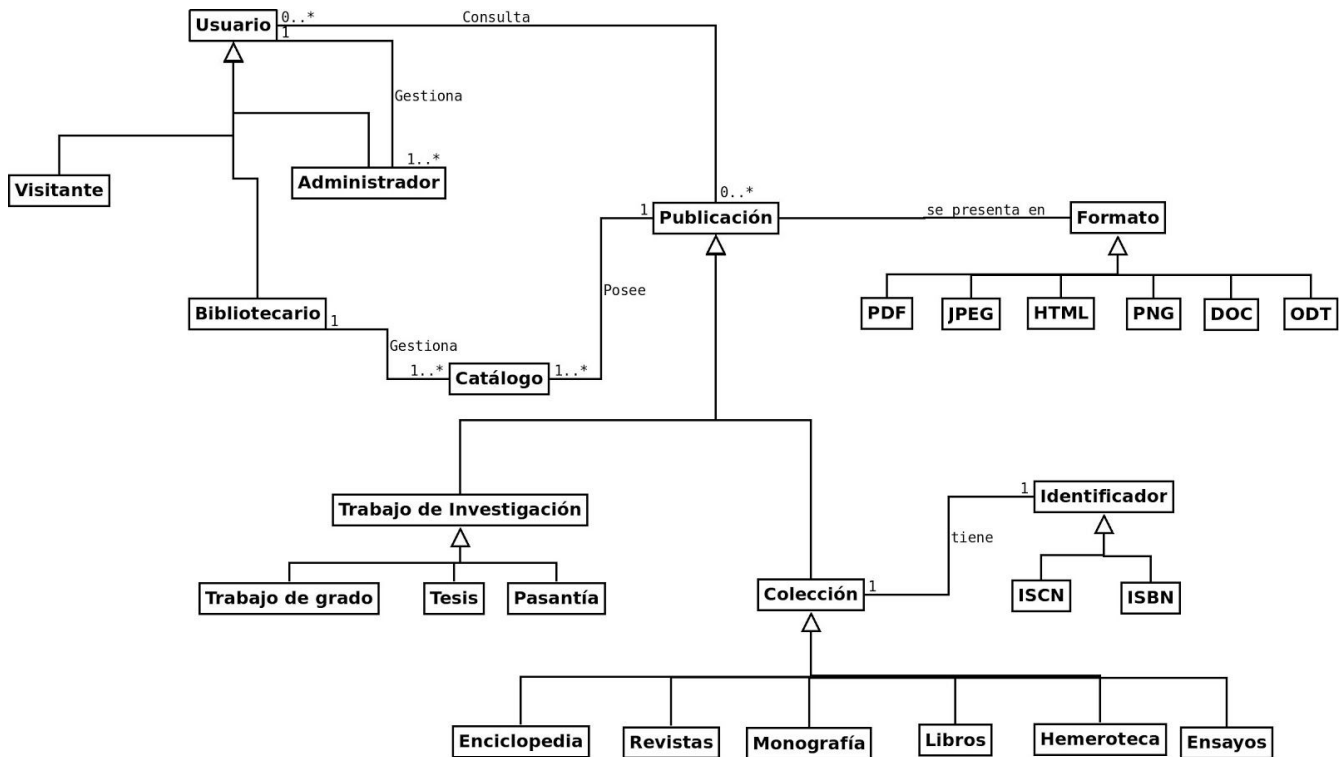 Usuario
0..*
Consulta
1
Gestiona
1..*
Visitante
Administrador
0..*
1
Publicación
se presenta en
Formato
Posee
PDF
JPEG
HTML
PNG
DOC
ODT
Bibliotecario
1
Gestiona
1..*
Catálogo
1..*
Trabajo de Investigación
1
Identificador
tiene
Trabajo de grado
Tesis
Pasantía
Colección
1
ISCN
ISBN
Enciclopedia
Revistas
Monografía
Libros
Hemeroteca
Ensayos